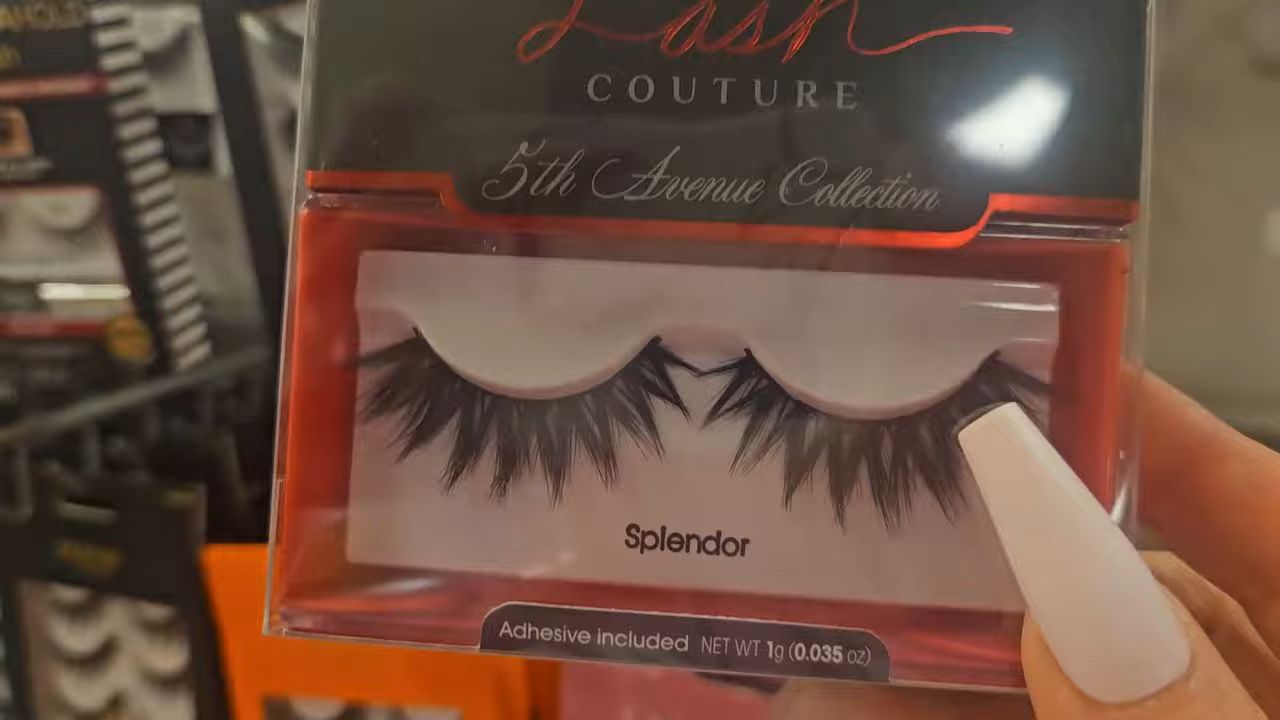 Lash
COUTURE
5th Avenue Collection
Splendor
Adhesive included NET WT 1g (0.035 oz)